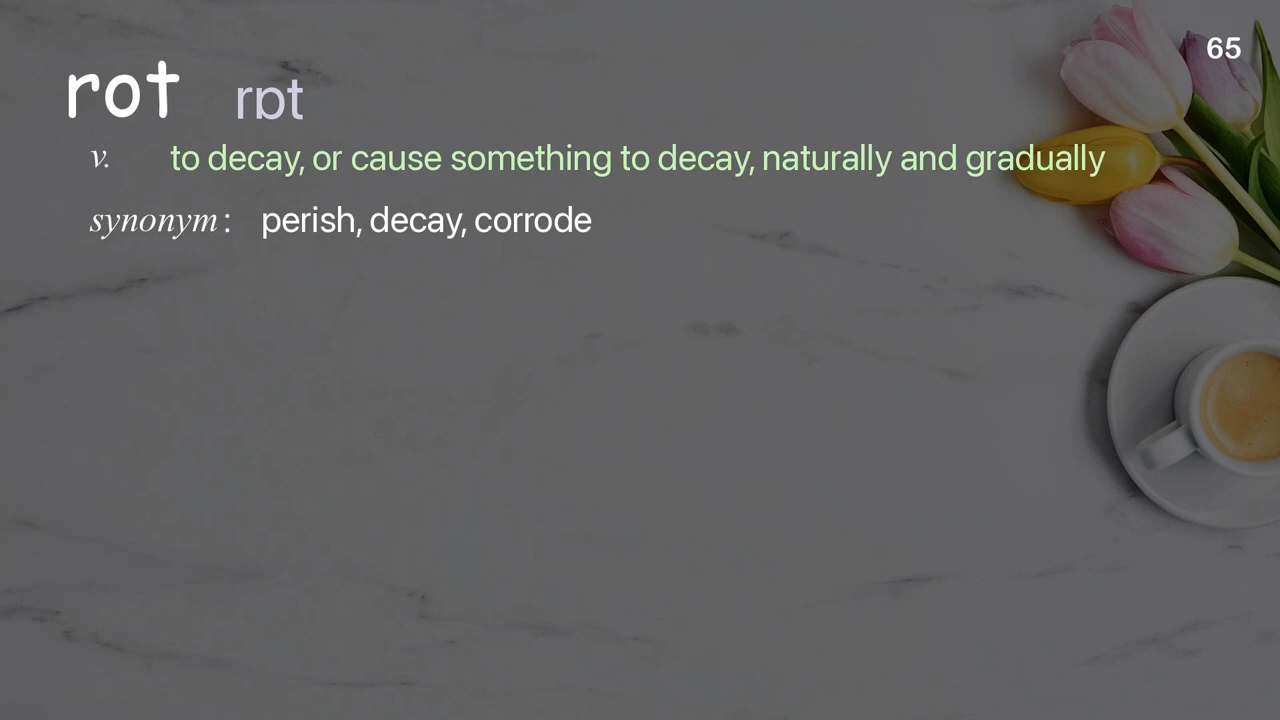 65
rot rɒt
v. to decay, or cause something to decay, naturally and gradually
synonym: perish, decay, corrode